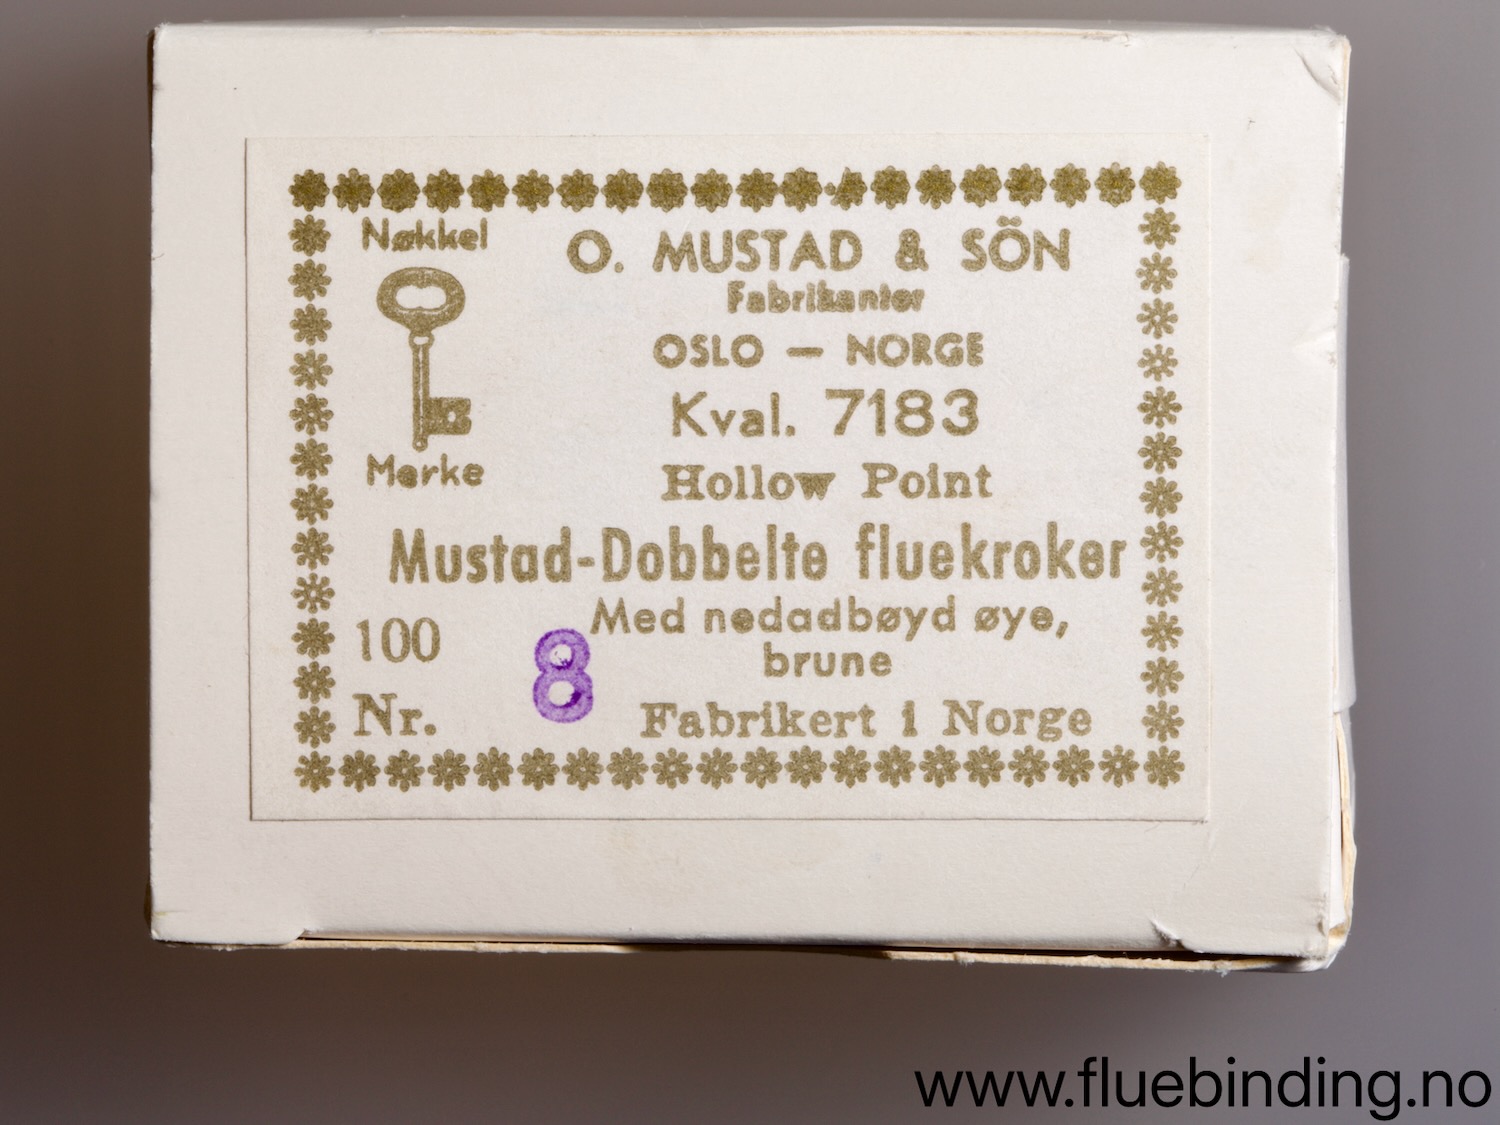 Nøkkel
O. MUSTAD & SÖN
Fabrikanter
OSLO — NORGE
Kval. 7183
Merke
Hollow Point
Mustad-Dobbelte fluekroker
Med nedadbøyd øye,
100
8
brune
Nr.
Fabrikert i Norge
www.fluebinding.no